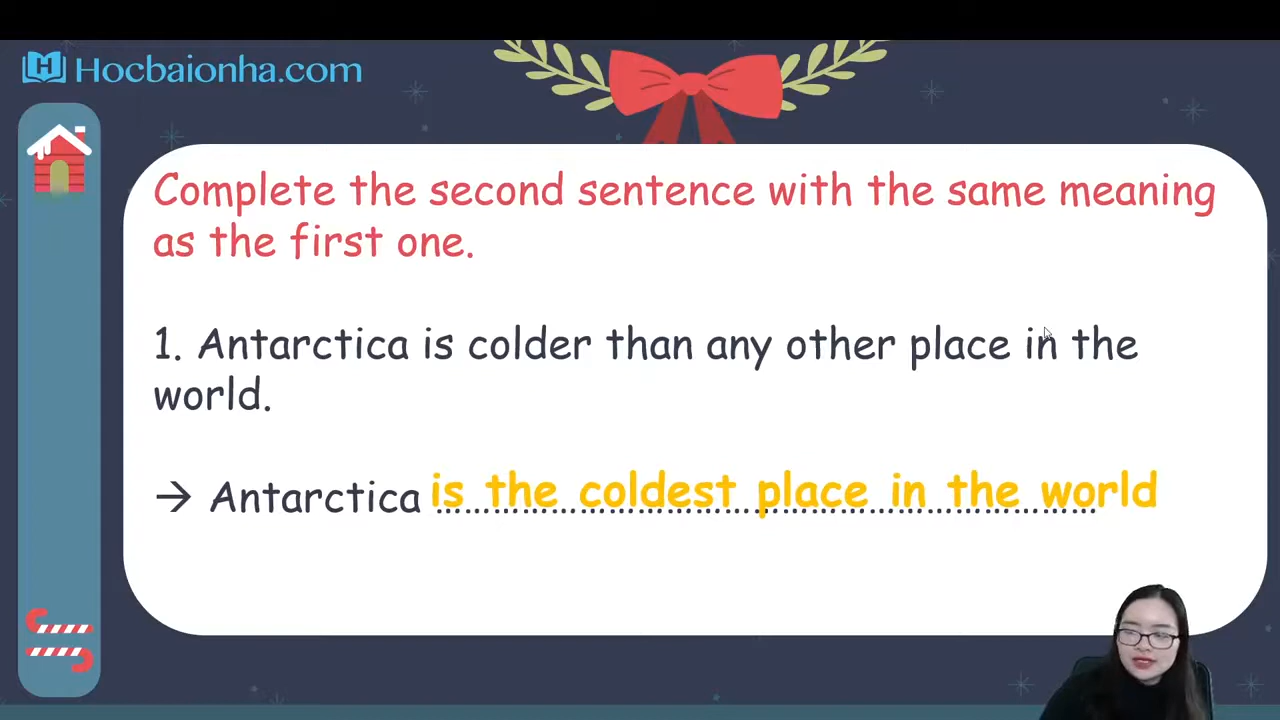 Hocbaionha.com
Complete the second sentence with the same meaning
as the first one.
1. Antarctica is colder than any other place in the
world.
→ Antarctica is the coldest place in the world